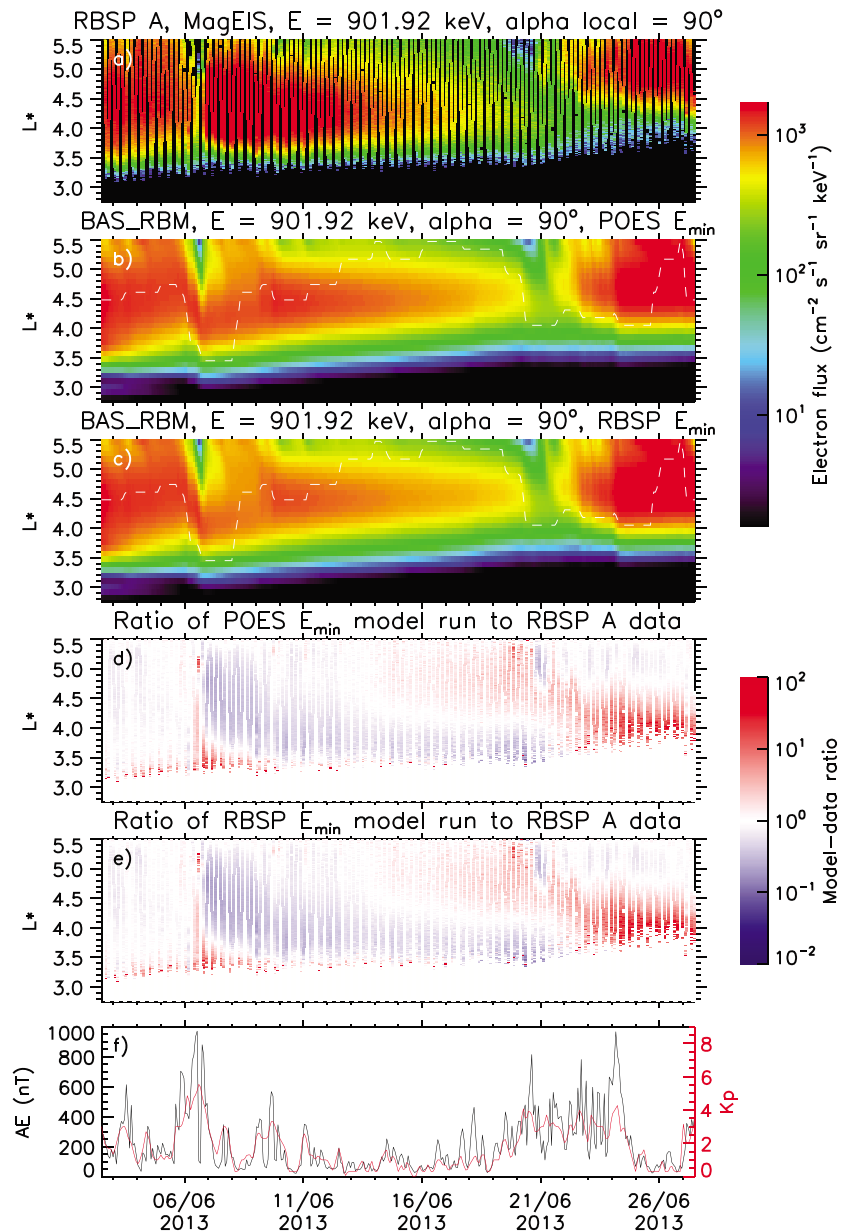 RBSP A, MagEIS, E = 901.92 keV, alpha local = 90°
a)
5.5
5.0
4.5
4.0
3.5
3.0
L*
BAS_RBM, E = 901.92 keV, alpha = 90°, POES Emin
b)
5.5
5.0
4.5
4.0
3.5
3.0
L*
BAS_RBM, E = 901.92 keV, alpha = 90°, RBSP Emin
c)
5.5
5.0
4.5
4.0
3.5
3.0
L*
10³
10²
10¹
Electron flux (cm⁻² s⁻¹ sr⁻¹ keV⁻¹)
Ratio of POES Emin model run to RBSP A data
d)
5.5
5.0
4.5
4.0
3.5
3.0
L*
Ratio of RBSP Emin model run to RBSP A data
e)
5.5
5.0
4.5
4.0
3.5
3.0
L*
10²
10¹
10⁰
10⁻¹
10⁻²
Model-data ratio
f)
1000
800
600
400
200
0
AE (nT)
8
6
4
2
0
Kp
06/06 11/06 16/06 21/06 26/06
2013 2013 2013 2013 2013